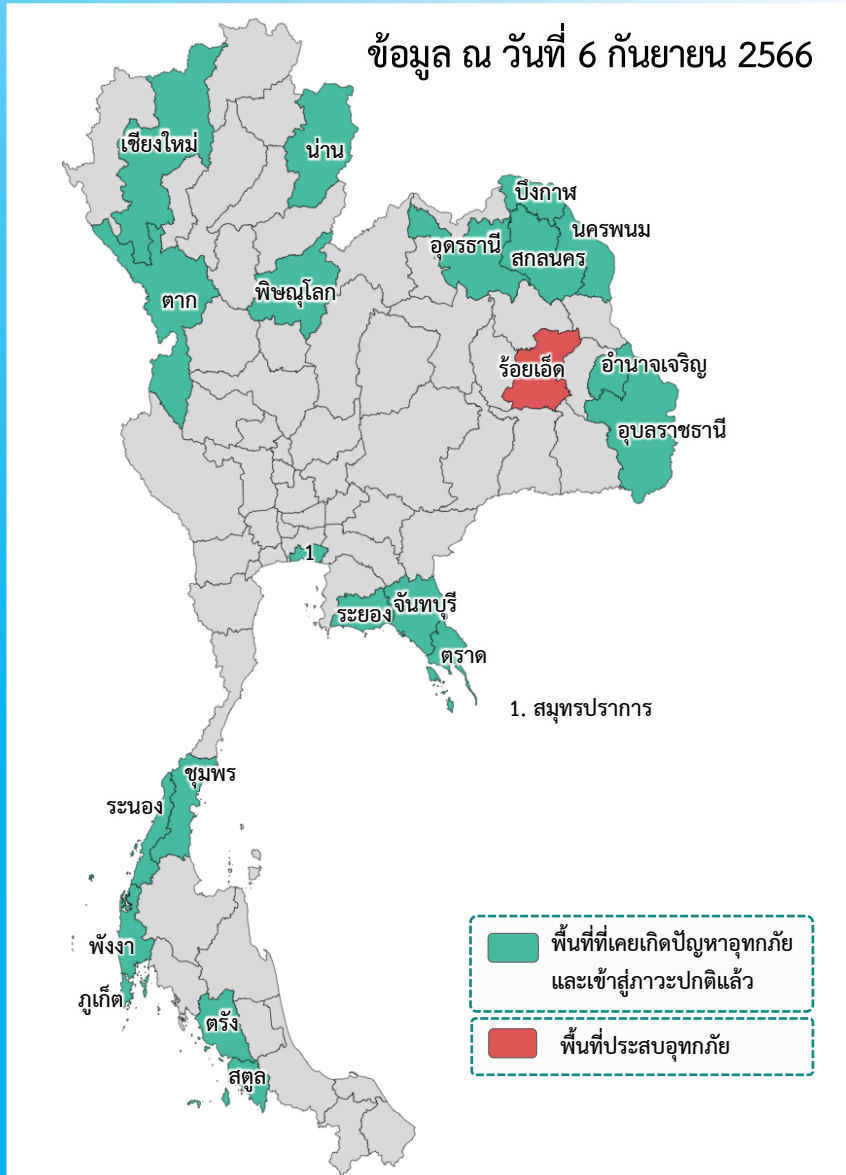 ข้อมูล ณ วันที่ 6 กันยายน 2566
เชียงใหม่
น่าน
บึงกาฬ
นครพนม
อุดรธานี
สกลนคร
ตาก
พิษณุโลก
ร้อยเอ็ด
อำนาจเจริญ
อุบลราชธานี
1
ระยอง
จันทบุรี
ตราด
1. สมุทรปราการ
ชุมพร
ระนอง
พังงา
ภูเก็ต
ตรัง
สตูล
พื้นที่ที่เคยเกิดปัญหาอุทกภัย
และเข้าสู่ภาวะปกติแล้ว
พื้นที่ประสบอุทกภัย